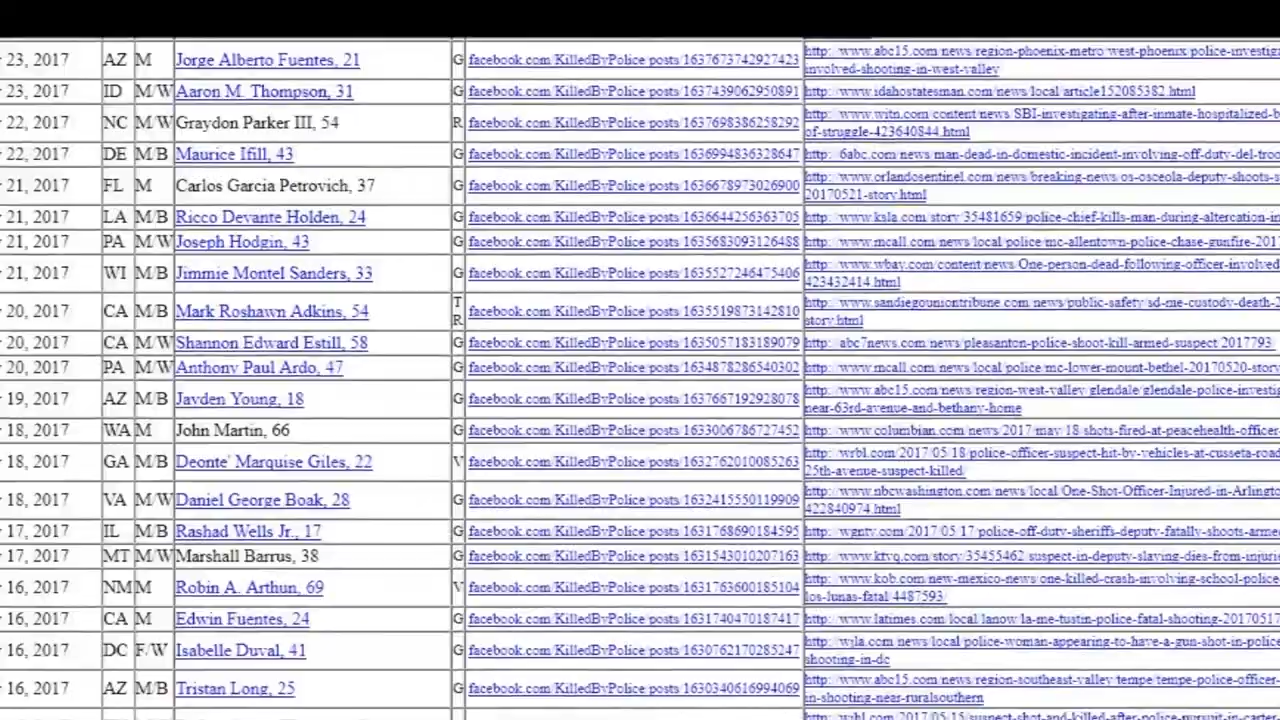 23, 2017 AZ M Jorge Alberto Fuentes, 21 G facebook.com/KilledByPolice/posts/1637673742927423 http://www.abc15.com/news/region-phoenix-metro/west-phoenix/police-investig
involved-shooting-in-west-valley
23, 2017 ID M/W Aaron M. Thompson, 31 G facebook.com/KilledByPolice/posts/1637439062950891 http://www.idahostatesman.com/news/local/article152085382.html
22, 2017 NC M/W Graydon Parker III, 54 R facebook.com/KilledByPolice/posts/1637698386258292 http://www.witn.com/content/news/SBI-investigating-after-inmate-hospitalized-b
of-struggle-423640844.html
22, 2017 DE M/B Maurice Ifill, 43 G facebook.com/KilledByPolice/posts/1636994836328647 http://6abc.com/news/man-dead-in-domestic-incident-involving-off-duty-del-troo
21, 2017 FL M Carlos Garcia Petrovich, 37 G facebook.com/KilledByPolice/posts/1636678973026900 http://www.orlandosentinel.com/news/breaking-news/os-osceola-deputy-shoots-s
20170521-story.html
21, 2017 LA M/B Ricco Devante Holden, 24 G facebook.com/KilledByPolice/posts/1636644256363705 http://www.ksla.com/story/35481659/police-chief-kills-man-during-altercation-i
21, 2017 PA M/W Joseph Hodgin, 43 G facebook.com/KilledByPolice/posts/1635683093126488 http://www.mcall.com/news/local/police/mc-allentown-police-chase-gunfire-201
21, 2017 WI M/B Jimmie Montel Sanders, 33 G facebook.com/KilledByPolice/posts/1635527246475406 http://www.wbay.com/content/news/One-person-dead-following-officer-involved
423432414.html
20, 2017 CA M/B Mark Roshawn Adkins, 54 T R facebook.com/KilledByPolice/posts/1635519873142810 http://www.sandiegouniontribune.com/news/public-safety/sd-me-custody-death-2
story.html
20, 2017 CA M/W Shannon Edward Estill, 58 G facebook.com/KilledByPolice/posts/1635057183189079 http://abc7news.com/news/pleasanton-police-shoot-kill-armed-suspect/2017793/
20, 2017 PA M/W Anthony Paul Ardo, 47 G facebook.com/KilledByPolice/posts/1634878286540302 http://www.mcall.com/news/local/police/mc-lower-mount-bethel-20170520-story
19, 2017 AZ M/B Jayden Young, 18 G facebook.com/KilledByPolice/posts/1637667192928078 http://www.abc15.com/news/region-west-valley/glendale/glendale-police-investig
near-63rd-avenue-and-bethany-home
18, 2017 WA M John Martin, 66 G facebook.com/KilledByPolice/posts/1633006786727452 http://www.columbian.com/news/2017/may/18/shots-fired-at-peacehealth-officer-
18, 2017 GA M/B Deonte' Marquise Giles, 22 V facebook.com/KilledByPolice/posts/1632762010085263 http://wrbl.com/2017/05/18/police-officer-suspect-hit-by-vehicles-at-cusseta-road
25th-avenue-suspect-killed/
18, 2017 VA M/W Daniel George Boak, 28 G facebook.com/KilledByPolice/posts/1632415550119909 http://www.nbcwashington.com/news/local/One-Shot-Officer-Injured-in-Arlingto
422840974.html
17, 2017 IL M/B Rashad Wells Jr., 17 G facebook.com/KilledByPolice/posts/1631768690184595 http://wgntv.com/2017/05/17/police-off-duty-sheriffs-deputy-fatally-shoots-arme
17, 2017 MT M/W Marshall Barrus, 38 G facebook.com/KilledByPolice/posts/1631543010207163 http://www.ktvq.com/story/35455462/suspect-in-deputy-slaying-dies-from-injuri
16, 2017 NM M Robin A. Arthun, 69 V facebook.com/KilledByPolice/posts/1631763600185104 http://www.kob.com/new-mexico-news/one-killed-crash-involving-school-police
los-lunas-fatal/4487593/
16, 2017 CA M Edwin Fuentes, 24 G facebook.com/KilledByPolice/posts/1631740470187417 http://www.latimes.com/local/lanow/la-me-tustin-police-fatal-shooting-20170517
16, 2017 DC F/W Isabelle Duval, 41 G facebook.com/KilledByPolice/posts/1630762170285247 http://wjla.com/news/local/police-woman-appearing-to-have-a-gun-shot-in-police
shooting-in-dc
16, 2017 AZ M/B Tristan Long, 25 G facebook.com/KilledByPolice/posts/1630340616994069 http://www.abc15.com/news/region-southeast-valley/tempe/tempe-police-officer-
in-shooting-near-ruralsouthern